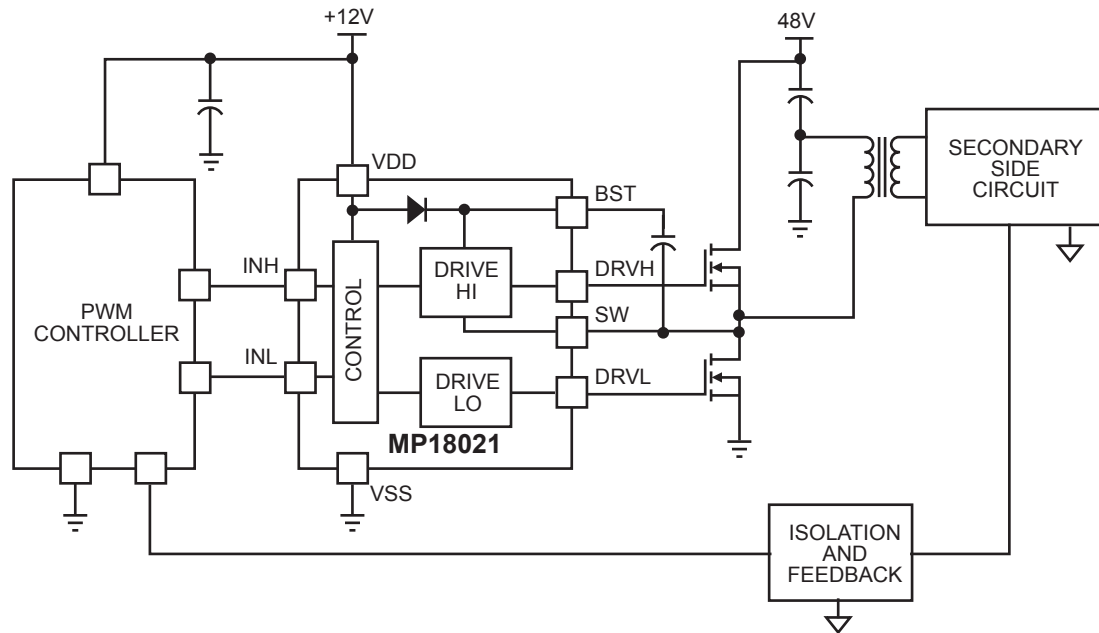 +12V
48V
VDD
BST
SECONDARY
SIDE
CIRCUIT
INH
DRIVE
HI
DRVH
PWM
CONTROLLER
CONTROL
SW
INL
DRIVE
LO
DRVL
MP18021
VSS
ISOLATION
AND
FEEDBACK